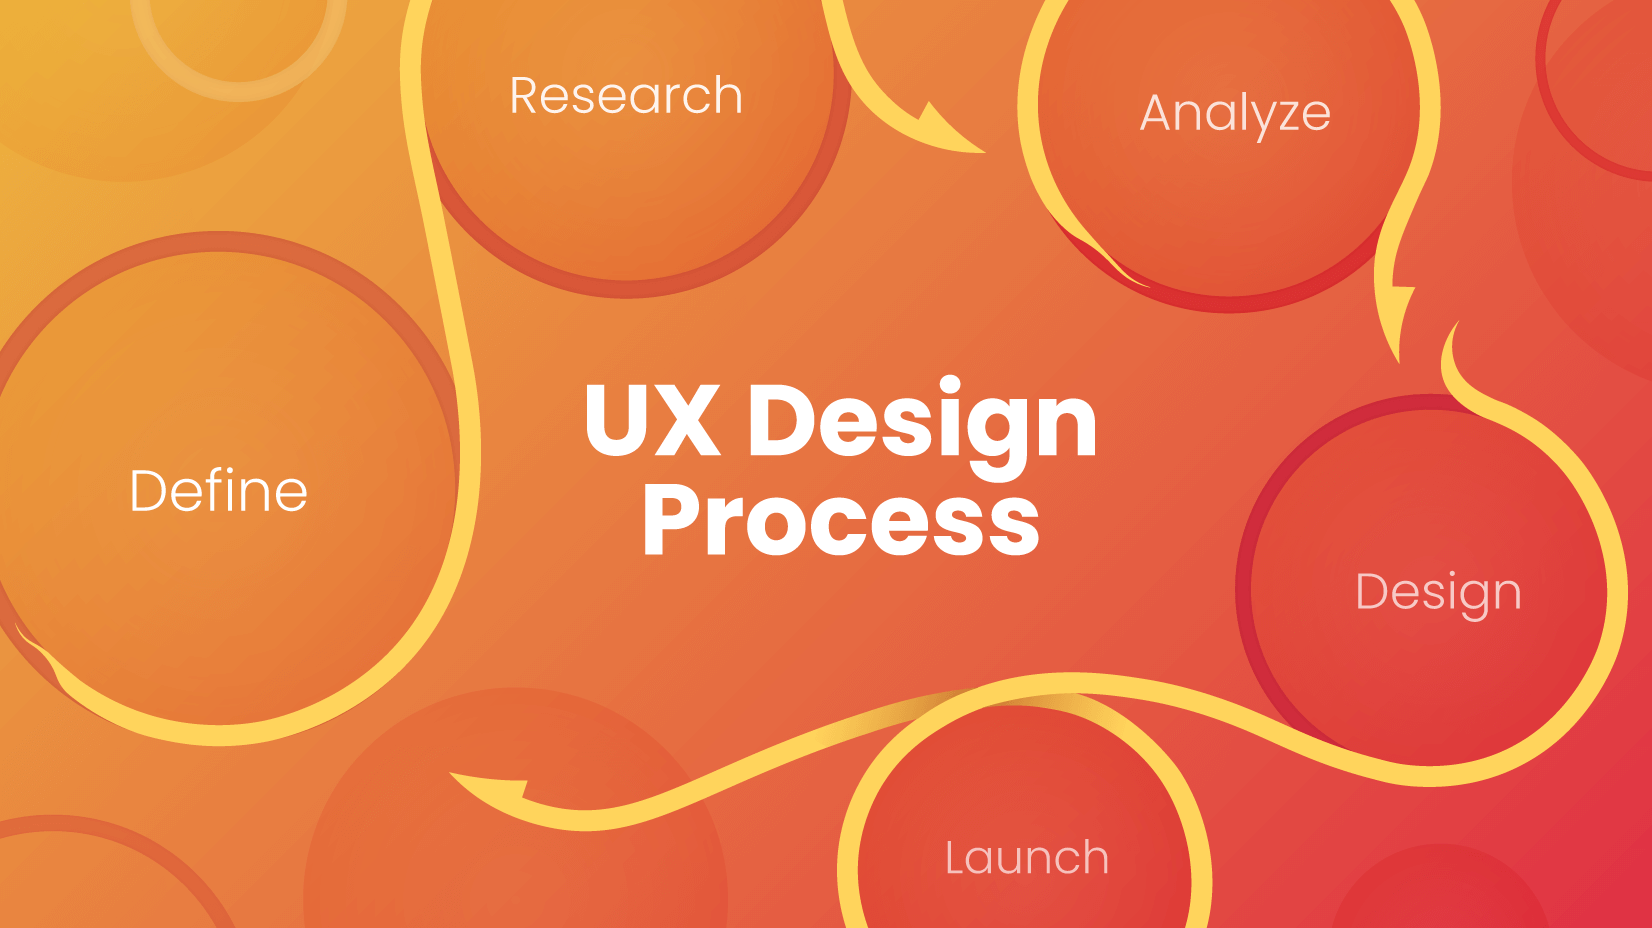 Research
Analyze
Define
UX Design
Process
Design
Launch